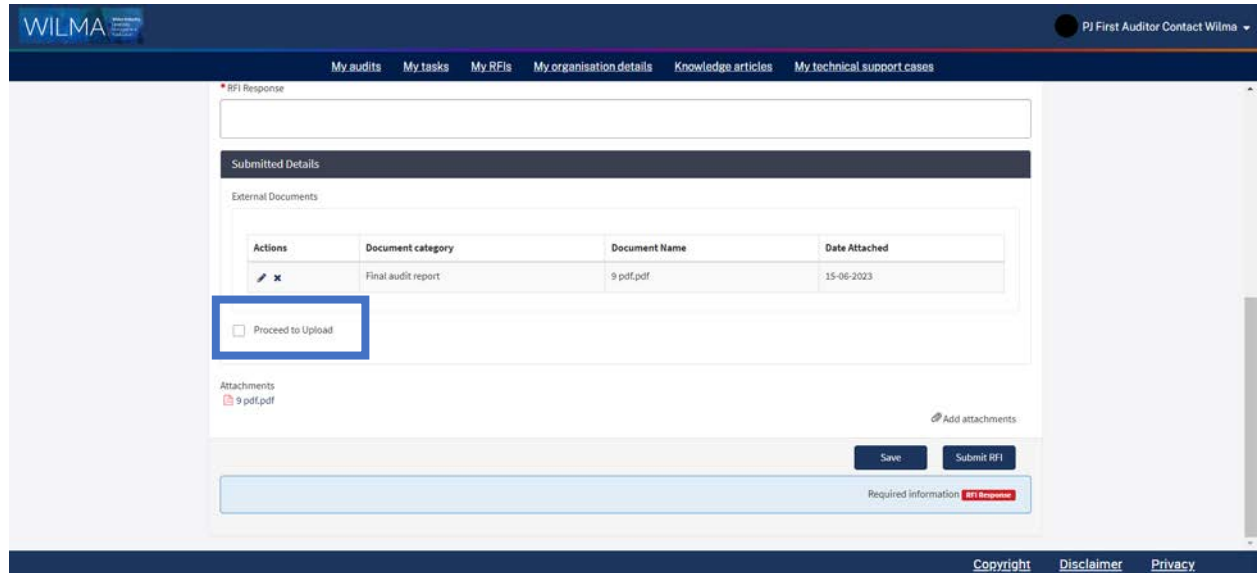 WILMA
PJ First Auditor Contact Wilma
My audits My tasks My RFIs My organisation details Knowledge articles My technical support cases
* RFI Response
Submitted Details
External Documents
Actions Document category Document Name Date Attached
Final audit report 9 pdf.pdf 15-06-2023
Proceed to Upload
Attachments
9 pdf.pdf
Add attachments
Save Submit RFI
Required information RFI Response
Copyright Disclaimer Privacy